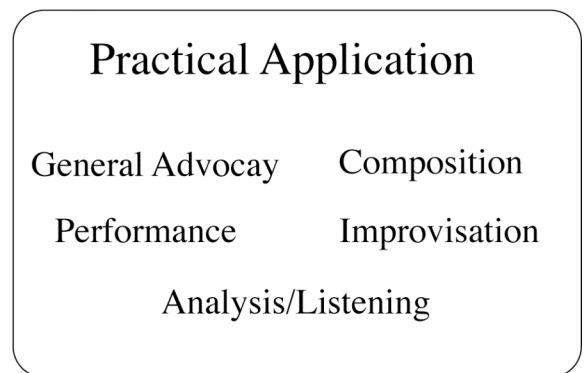 Practical Application
General Advocay Composition
Performance Improvisation
Analysis/Listening